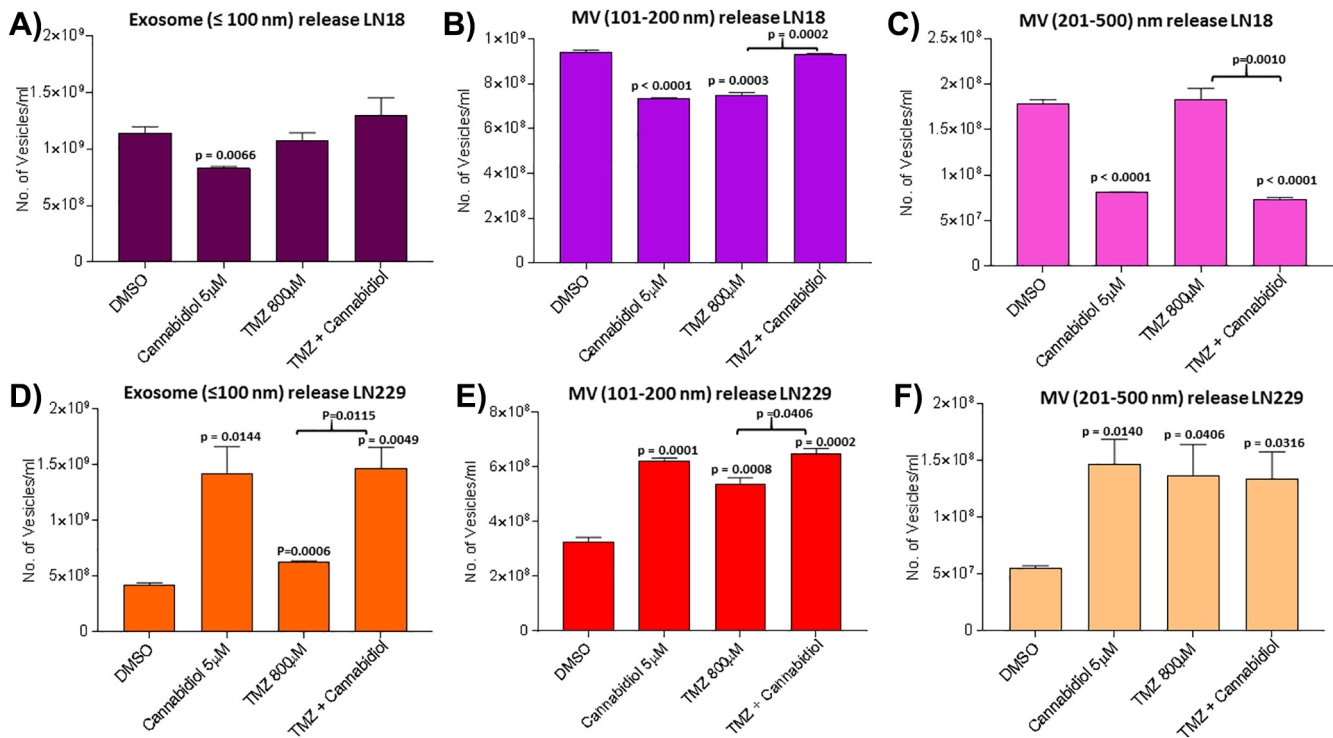 A)
Exosome (≤ 100 nm) release LN18
No. of Vesicles/ml
2×10⁹
1.5×10⁹
1×10⁹
5×10⁸
0
p = 0.0066
DMSO
Cannabidiol 5µM
TMZ 800µM
TMZ + Cannabidiol
B)
MV (101-200 nm) release LN18
No. of Vesicles/ml
1×10⁹
8×10⁸
6×10⁸
4×10⁸
2×10⁸
0
p < 0.0001
p = 0.0003
p = 0.0002
DMSO
Cannabidiol 5µM
TMZ 800µM
TMZ + Cannabidiol
C)
MV (201-500) nm release LN18
No. of Vesicles/ml
2.5×10⁸
2×10⁸
1.5×10⁸
1×10⁸
5×10⁷
0
p < 0.0001
p=0.0010
p < 0.0001
DMSO
Cannabidiol 5µM
TMZ 800µM
TMZ + Cannabidiol
D)
Exosome (≤100 nm) release LN229
No. of Vesicles/ml
2×10⁹
1.5×10⁹
1×10⁹
5×10⁸
0
p = 0.0144
P=0.0006
P=0.0115
p = 0.0049
DMSO
Cannabidiol 5µM
TMZ 800µM
TMZ + Cannabidiol
E)
MV (101-200 nm) release LN229
No. of Vesicles/ml
8×10⁸
6×10⁸
4×10⁸
2×10⁸
0
p = 0.0001
p = 0.0008
p =0.0406
p = 0.0002
DMSO
Cannabidiol 5µM
TMZ 800µM
TMZ + Cannabidiol
F)
MV (201-500 nm) release LN229
No. of Vesicles/ml
2×10⁸
1.5×10⁸
1×10⁸
5×10⁷
0
p = 0.0140
p = 0.0406
p = 0.0316
DMSO
Cannabidiol 5µM
TMZ 800µM
TMZ + Cannabidiol